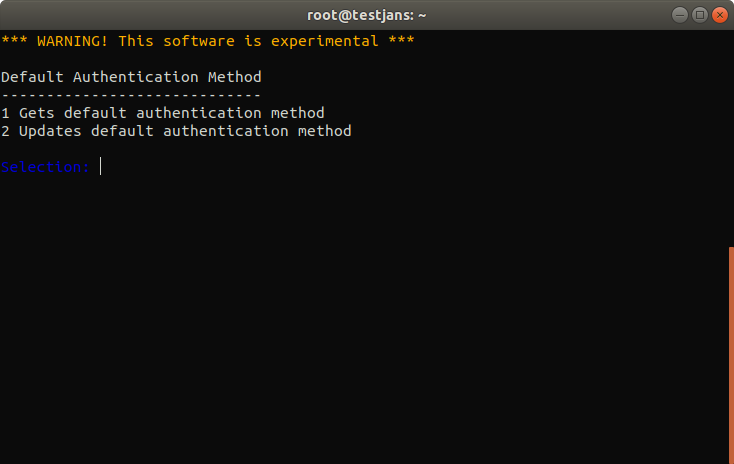 root@testjans: ~
*** WARNING! This software is experimental ***
Default Authentication Method
-----------------------------
1 Gets default authentication method
2 Updates default authentication method
Selection: